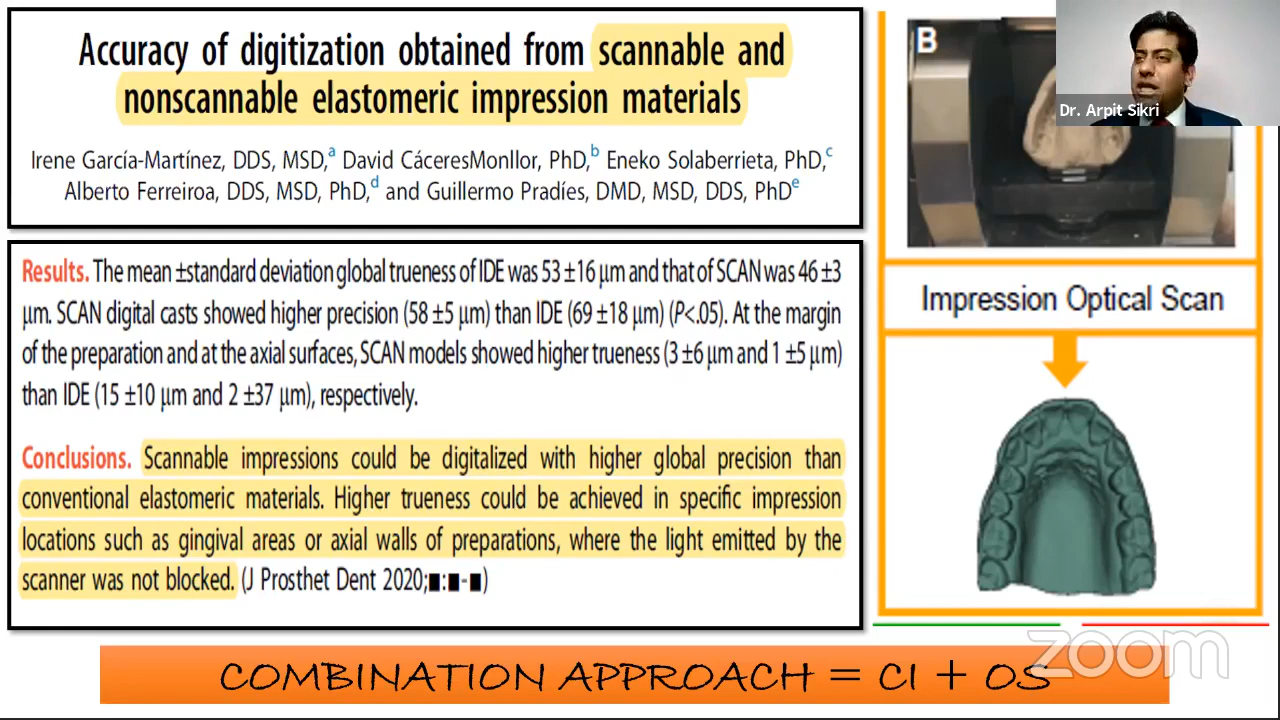 Accuracy of digitization obtained from scannable and
nonscannable elastomeric impression materials
Irene García-Martínez, DDS, MSD,a David CáceresMonllor, PhD,b Eneko Solaberrieta, PhD,c
Alberto Ferreiroa, DDS, MSD, PhD,d and Guillermo Pradíes, DMD, MSD, DDS, PhDe
Results. The mean ±standard deviation global trueness of IDE was 53 ±16 μm and that of SCAN was 46 ±3
μm. SCAN digital casts showed higher precision (58 ±5 μm) than IDE (69 ±18 μm) (P<.05). At the margin
of the preparation and at the axial surfaces, SCAN models showed higher trueness (3 ±6 μm and 1 ±5 μm)
than IDE (15 ±10 μm and 2 ±37 μm), respectively.
Conclusions. Scannable impressions could be digitalized with higher global precision than
conventional elastomeric materials. Higher trueness could be achieved in specific impression
locations such as gingival areas or axial walls of preparations, where the light emitted by the
scanner was not blocked. (J Prosthet Dent 2020;■:■-■)
B
Dr. Arpit Sikri
Impression Optical Scan
COMBINATION APPROACH = CI + OS
zoom